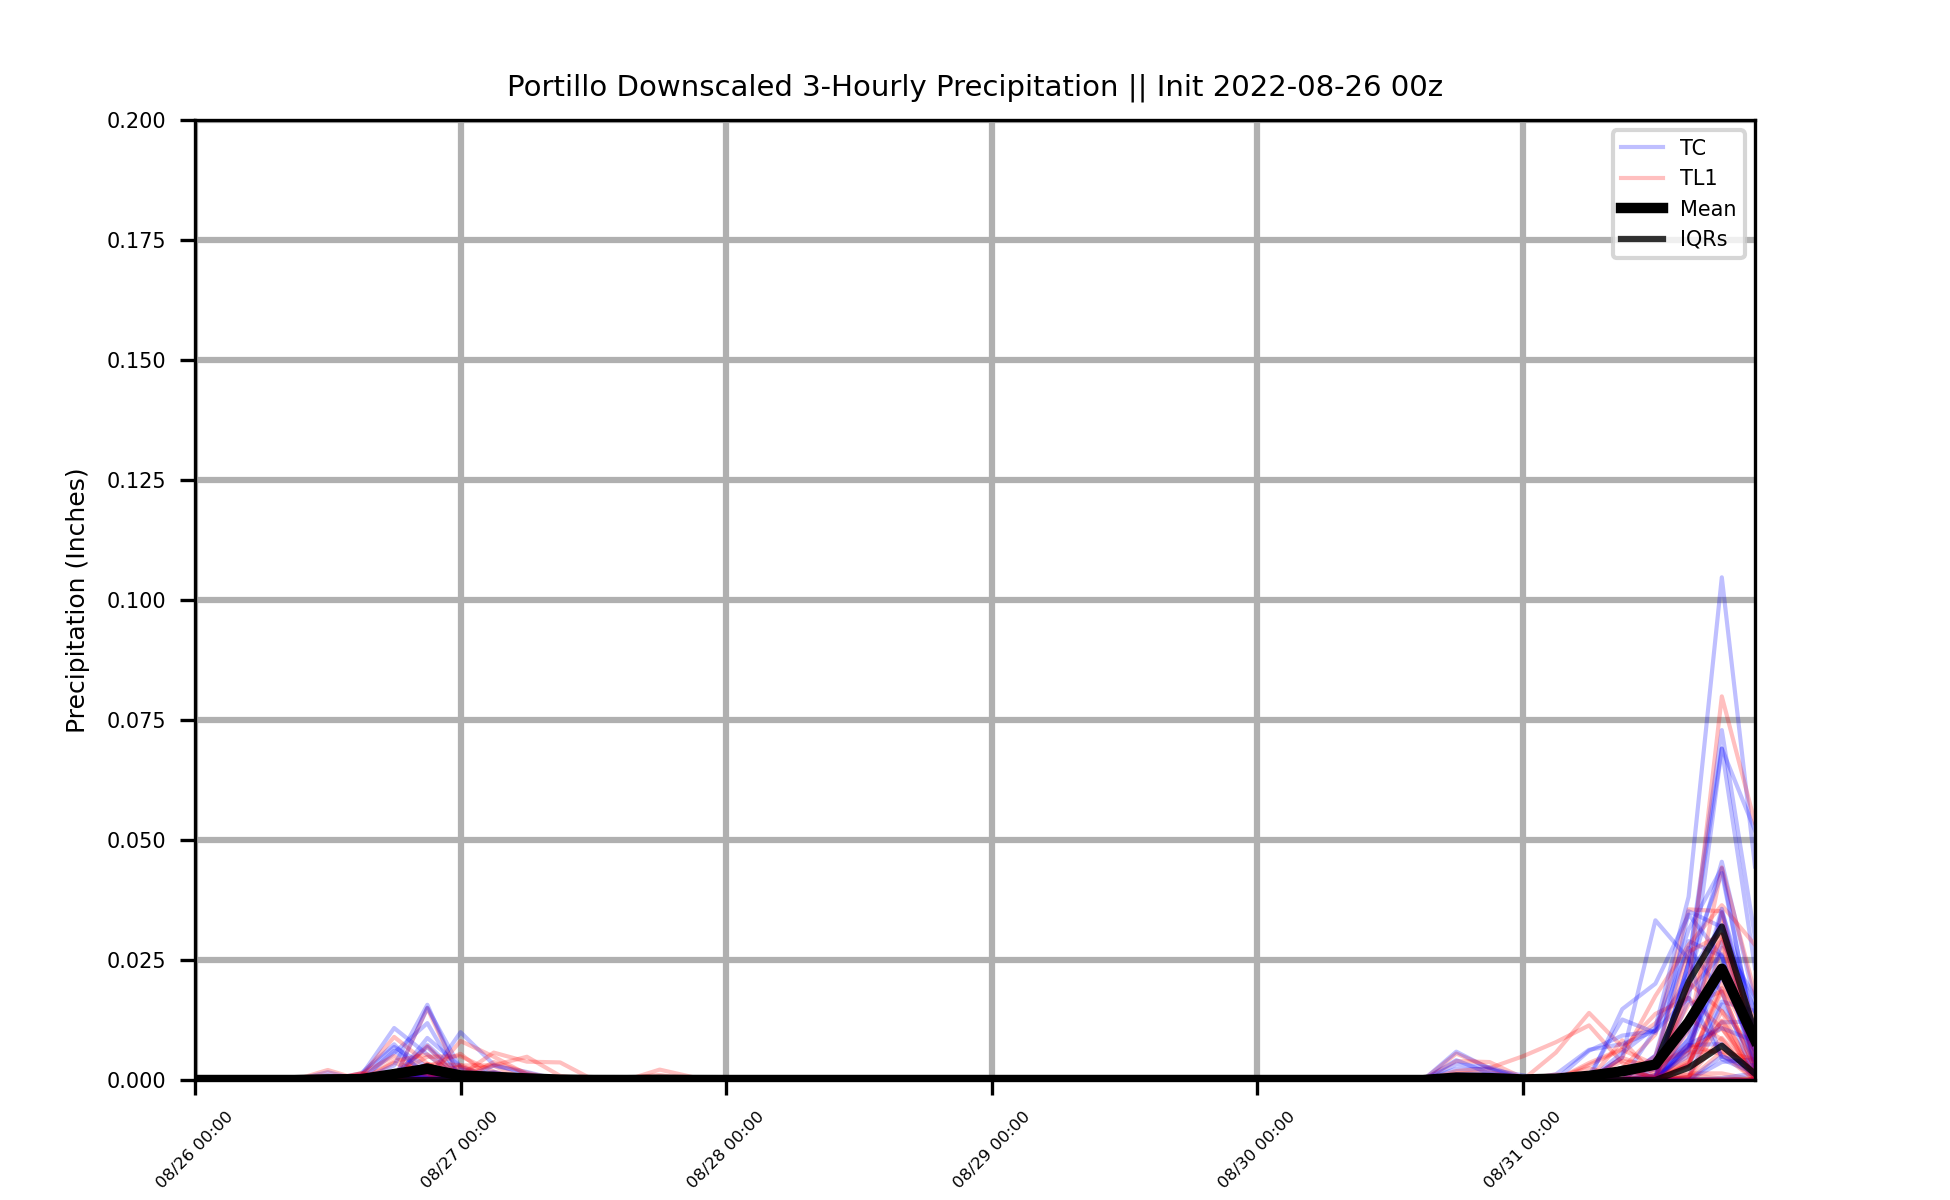 Portillo Downscaled 3-Hourly Precipitation || Init 2022-08-26 00z
TC
TL1
Mean
IQRs
Precipitation (Inches)
0.200
0.175
0.150
0.125
0.100
0.075
0.050
0.025
0.000
08/26 00:00
08/27 00:00
08/28 00:00
08/29 00:00
08/30 00:00
08/31 00:00